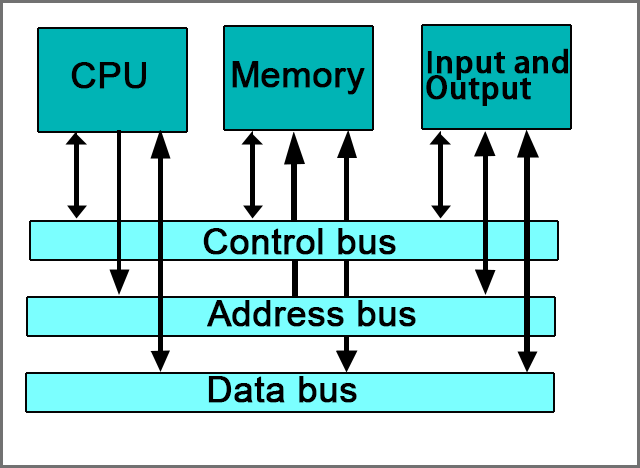 CPU
Memory
Input and
Output
Control bus
Address bus
Data bus